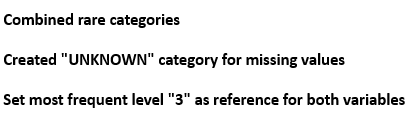 Combined rare categories
Created "UNKNOWN" category for missing values
Set most frequent level "3" as reference for both variables